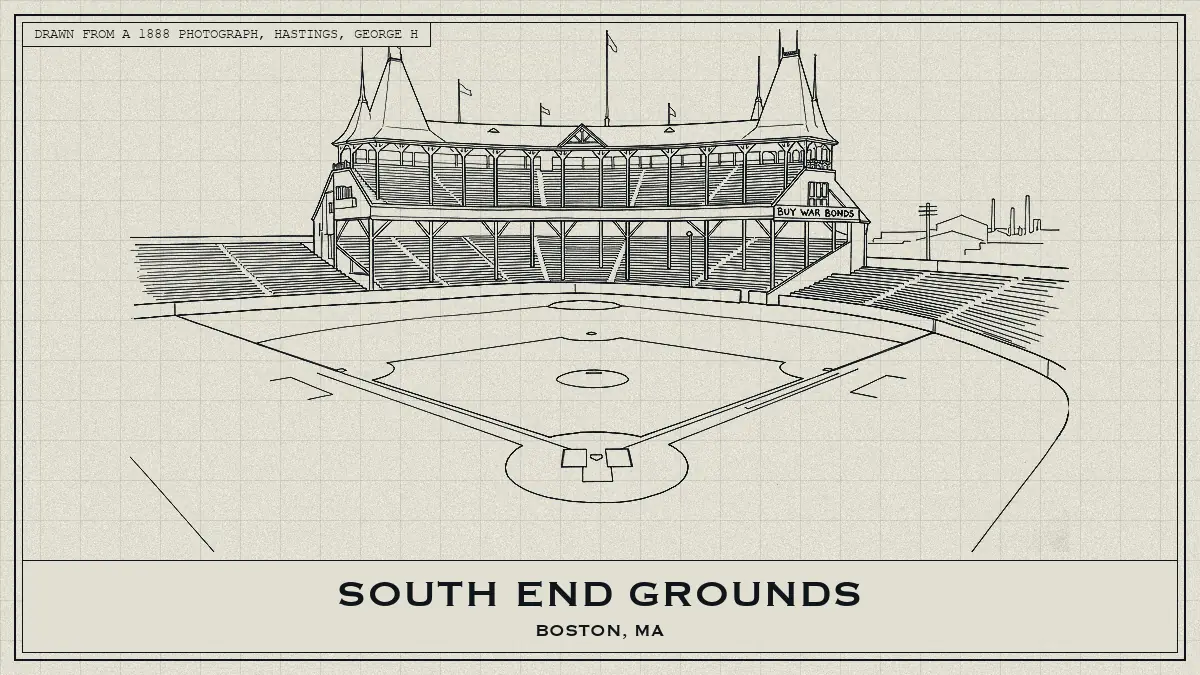 DRAWN FROM A 1888 PHOTOGRAPH, HASTINGS, GEORGE H
BUY WAR BONDS
SOUTH END GROUNDS
BOSTON, MA